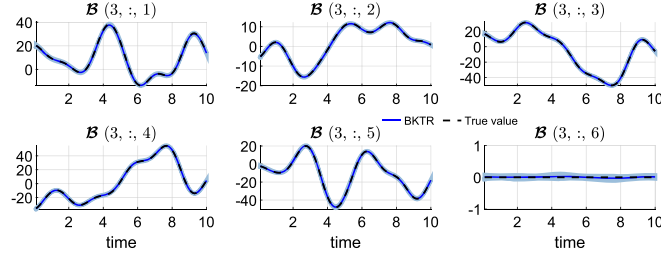 𝓑 (3, :, 1)
40
20
0
2 4 6 8 10
𝓑 (3, :, 2)
10
0
-10
-20
2 4 6 8 10
𝓑 (3, :, 3)
20
0
-20
-40
2 4 6 8 10
BKTR True value
𝓑 (3, :, 4)
40
20
0
-20
2 4 6 8 10
time
𝓑 (3, :, 5)
20
0
-20
-40
2 4 6 8 10
time
𝓑 (3, :, 6)
1
0
-1
2 4 6 8 10
time